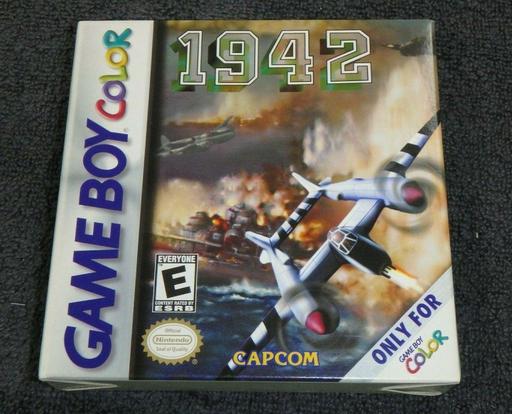 1942
GAME BOY COLOR
EVERYONE
E
CONTENT RATED BY
ESRB
Official
Nintendo
Seal of Quality
CAPCOM
ONLY FOR
GAME BOY
COLOR